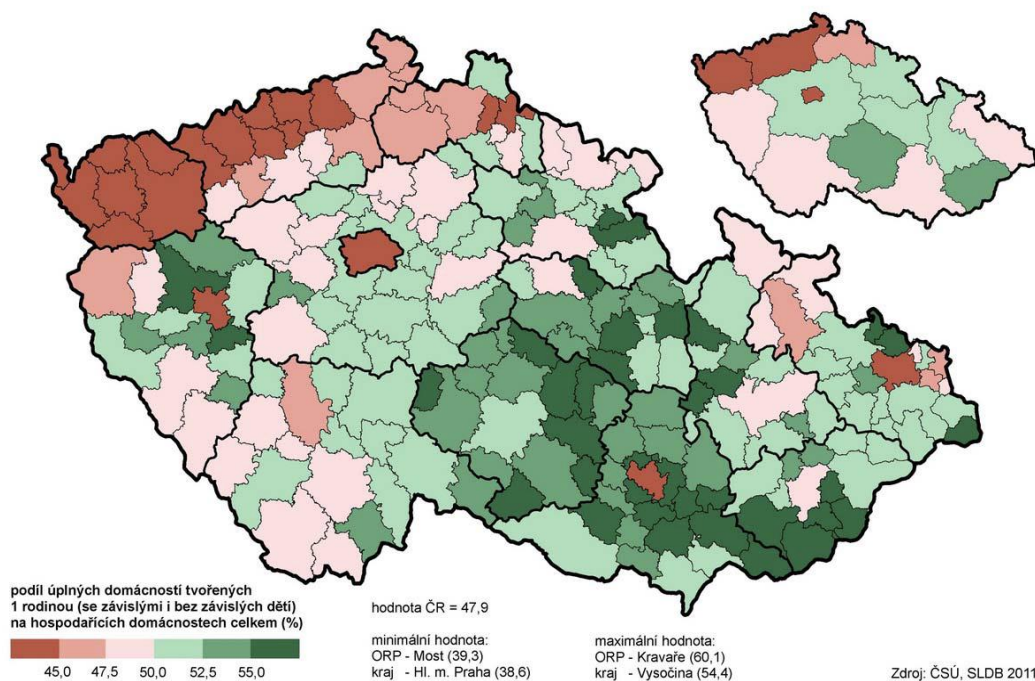 podíl úplných domácností tvořených
1 rodinou (se závislými i bez závislých dětí)
na hospodařících domácnostech celkem (%)
45,0 47,5 50,0 52,5 55,0
hodnota ČR = 47,9
minimální hodnota:
ORP - Most (39,3)
kraj - Hl. m. Praha (38,6)
maximální hodnota:
ORP - Kravaře (60,1)
kraj - Vysočina (54,4)
Zdroj: ČSÚ, SLDB 2011